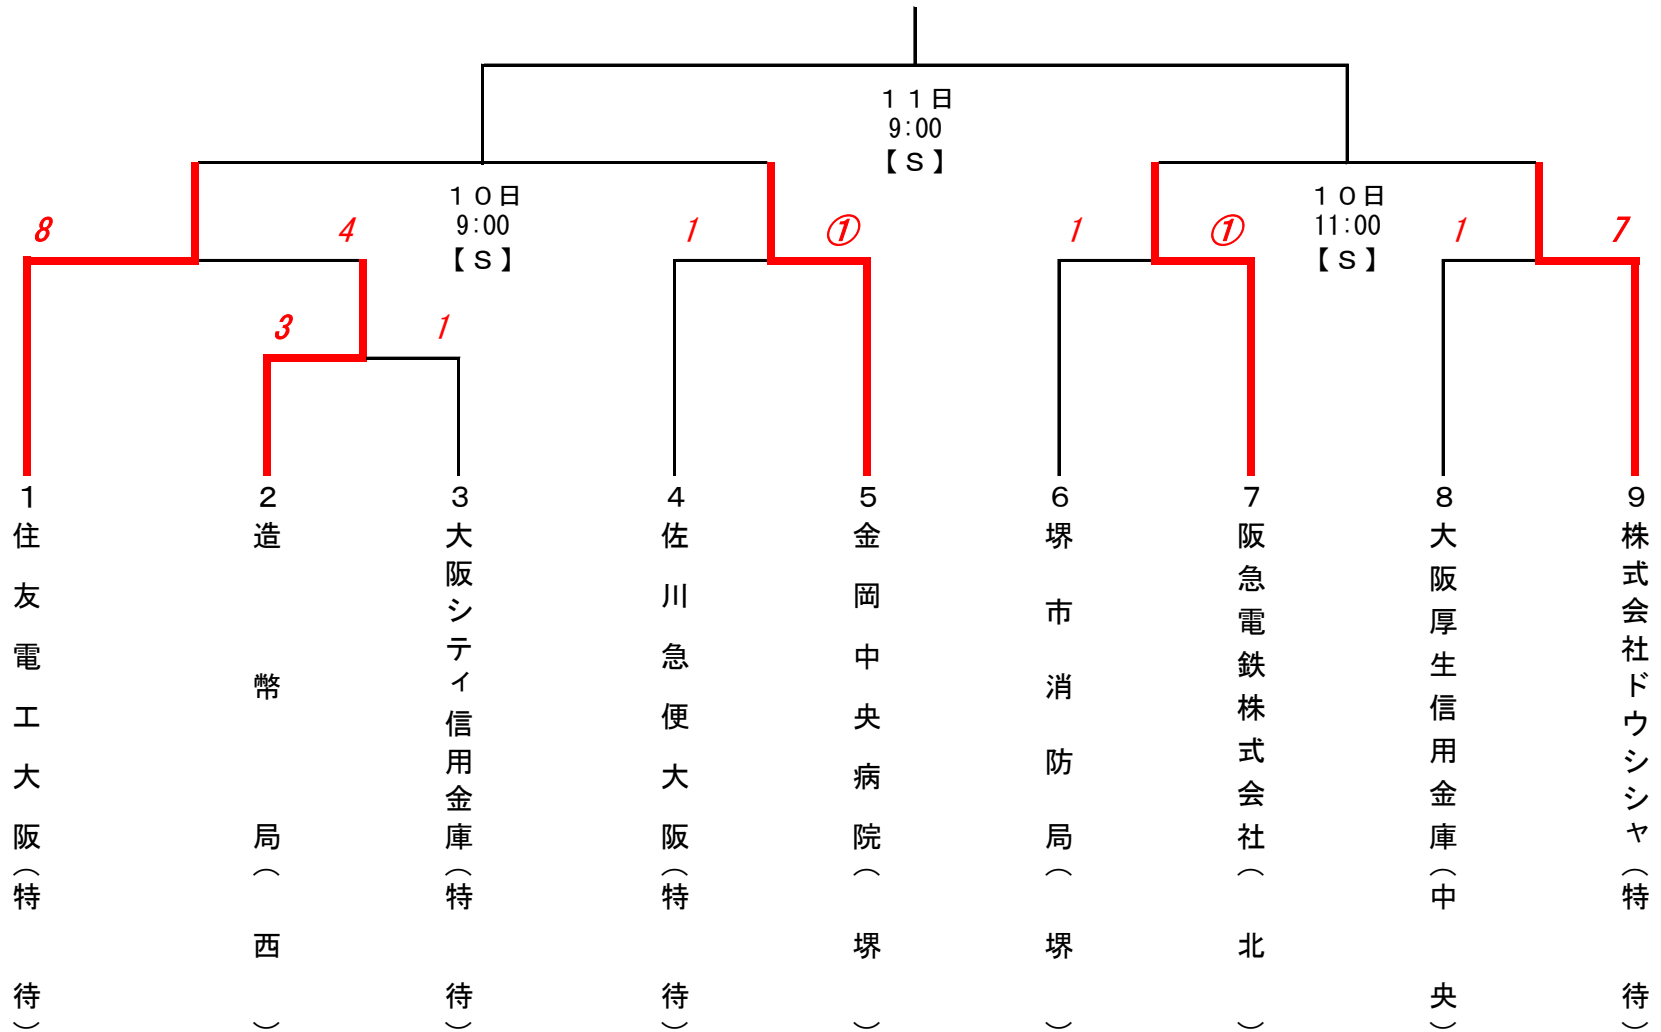 １１日
9:00
【Ｓ】
１０日
9:00
【Ｓ】
１０日
11:00
【Ｓ】
8
4
1
①
1
①
1
7
3
1
1
住友電工大阪（特待）
2
造幣局（西）
3
大阪シティ信用金庫（特待）
4
佐川急便大阪（特待）
5
金岡中央病院（堺）
6
堺市消防局（堺）
7
阪急電鉄株式会社（北）
8
大阪厚生信用金庫（中央）
9
株式会社ドウシシャ（特待）